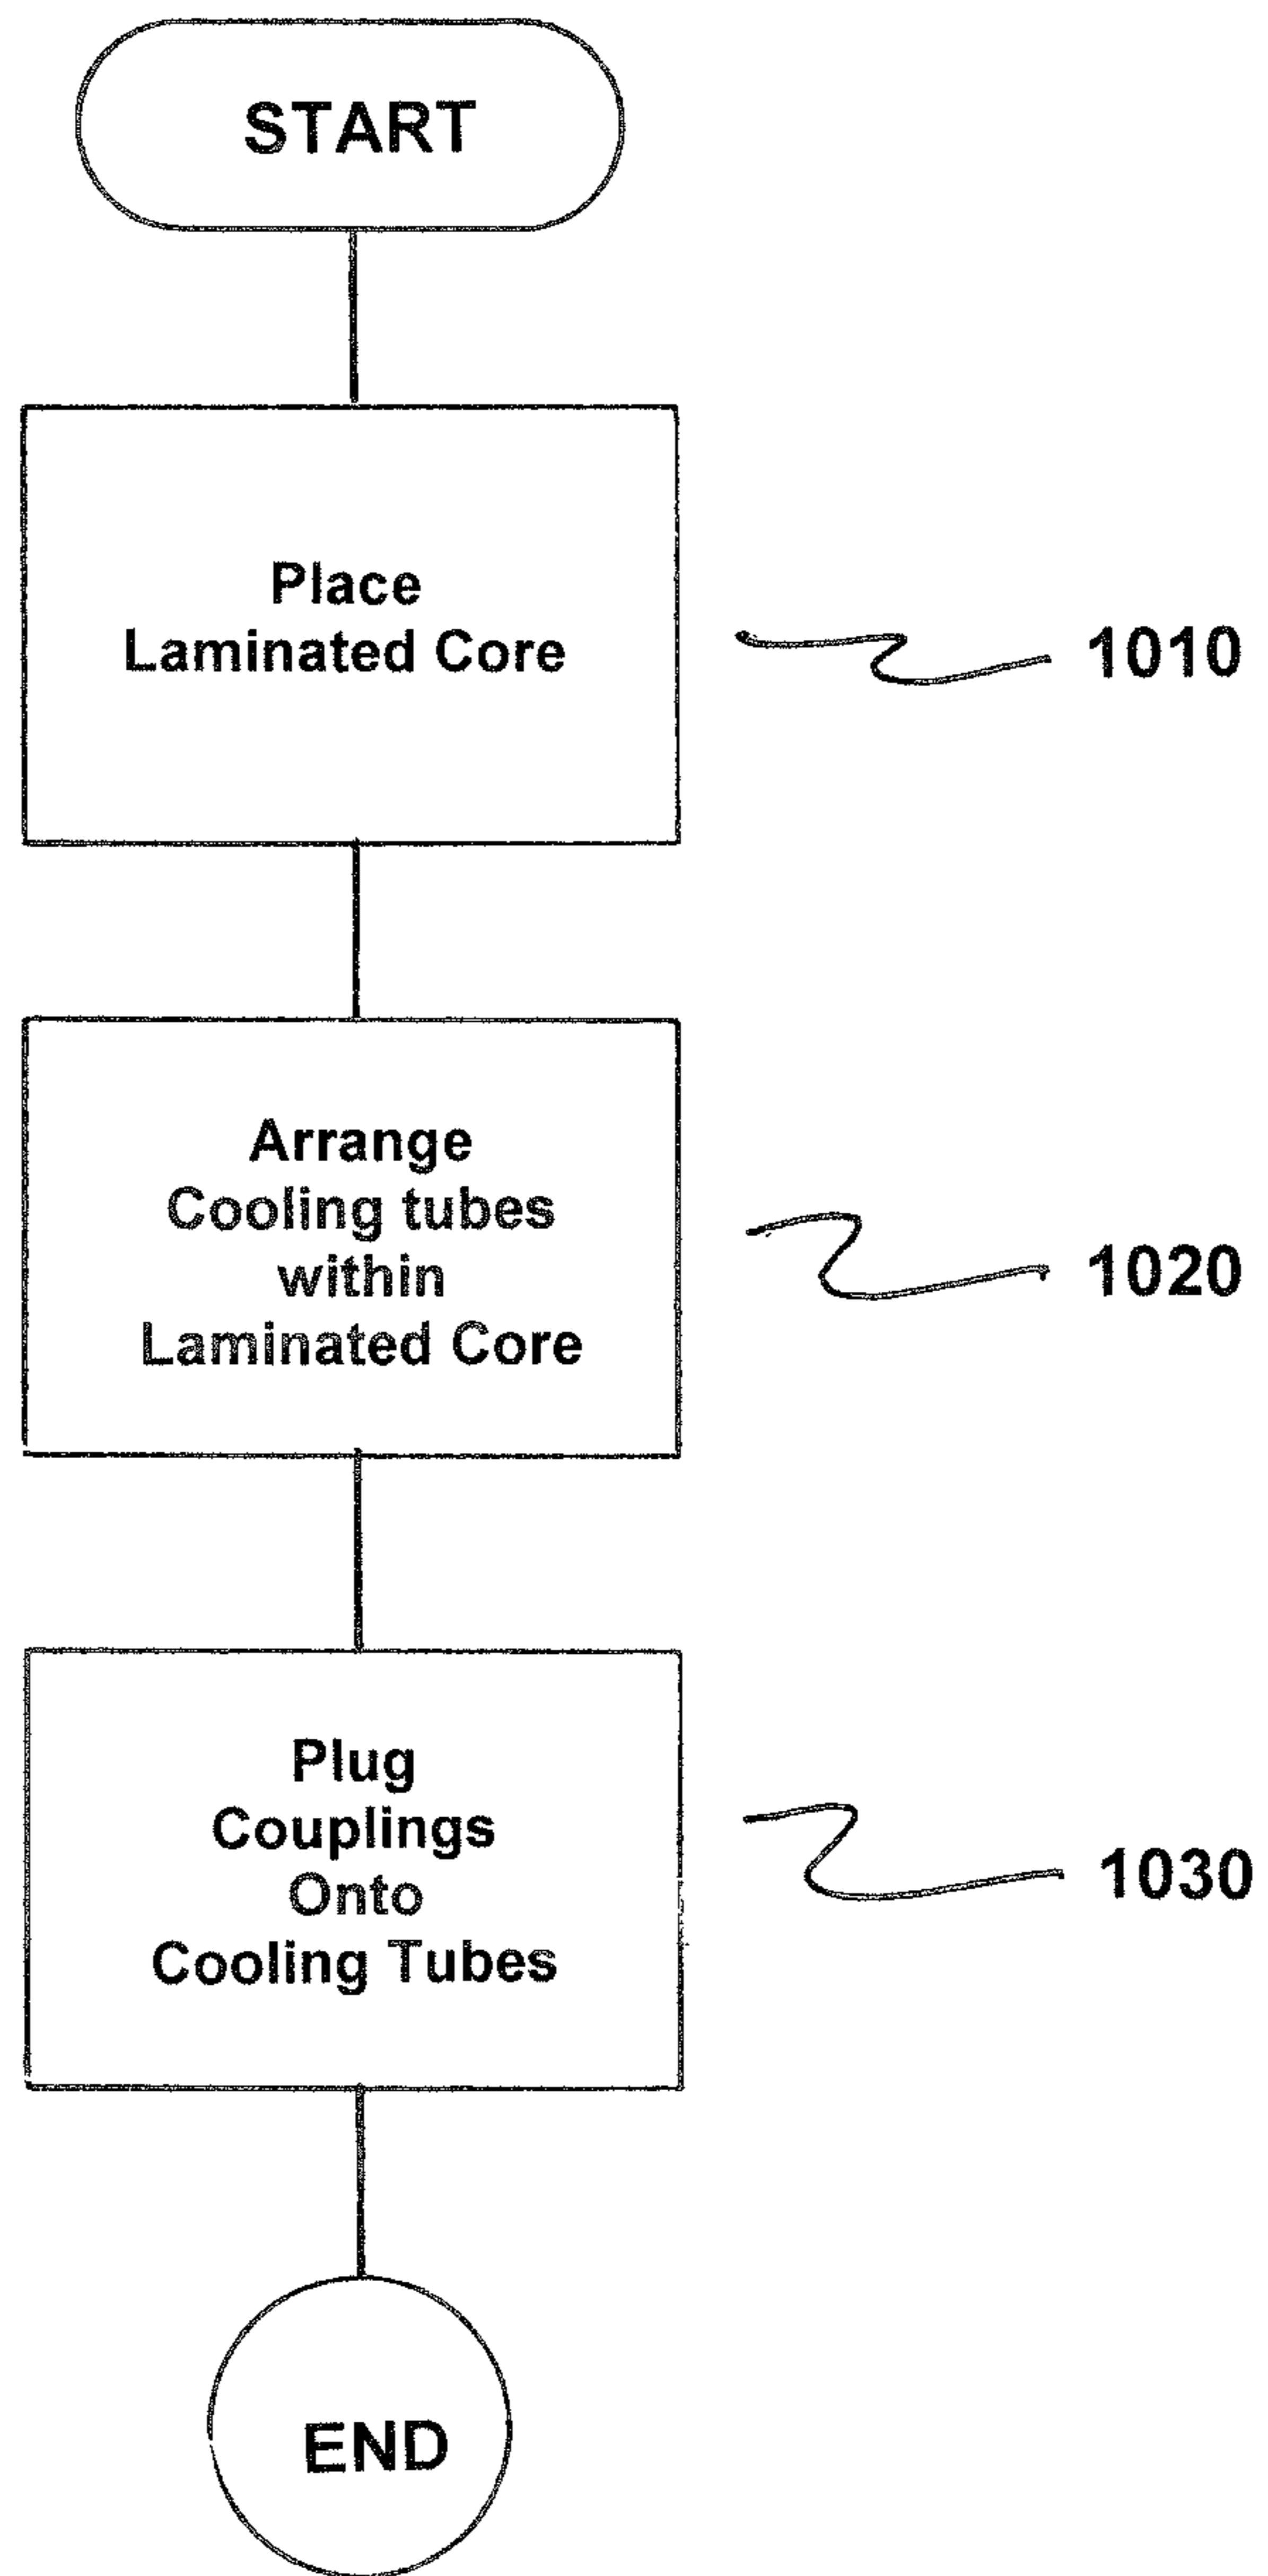 START
Place
Laminated Core
1010
Arrange
Cooling tubes
within
Laminated Core
1020
Plug
Couplings
Onto
Cooling Tubes
1030
END